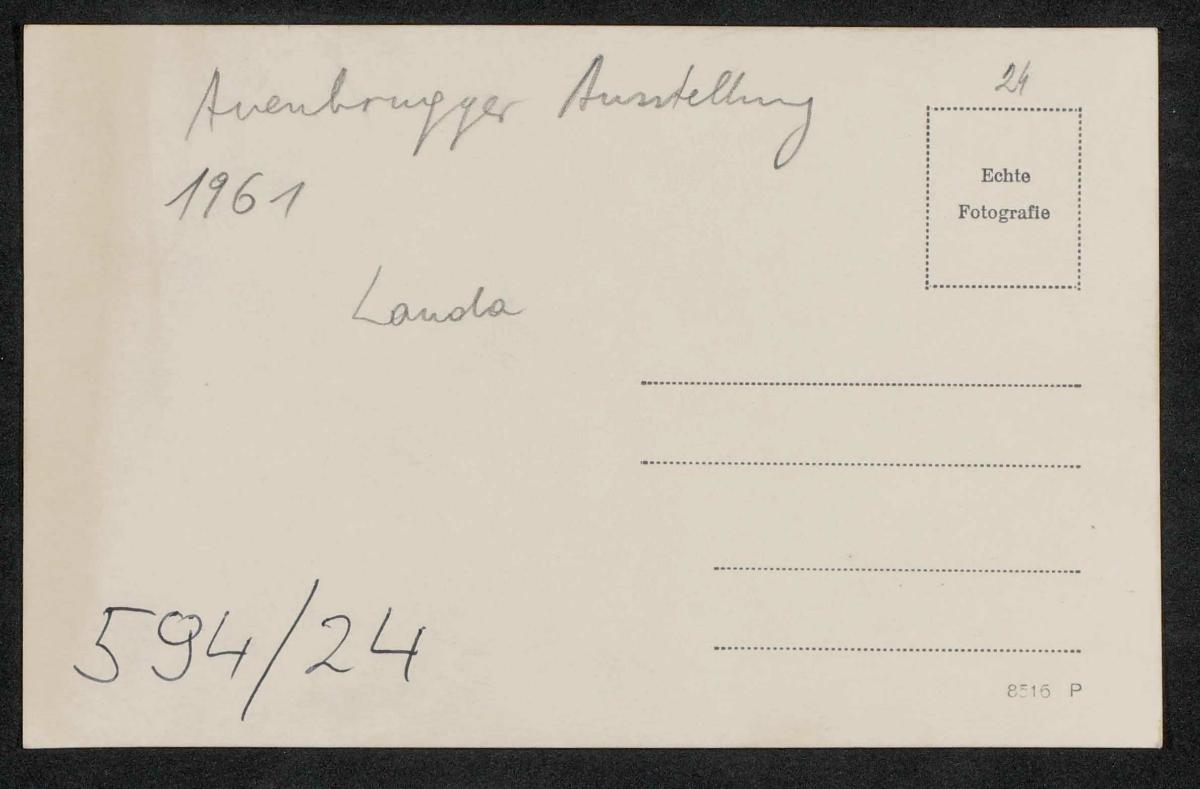 Auenbrugger Ausstellung
24
1961
Echte
Fotografie
Landa
594/24
8516 P